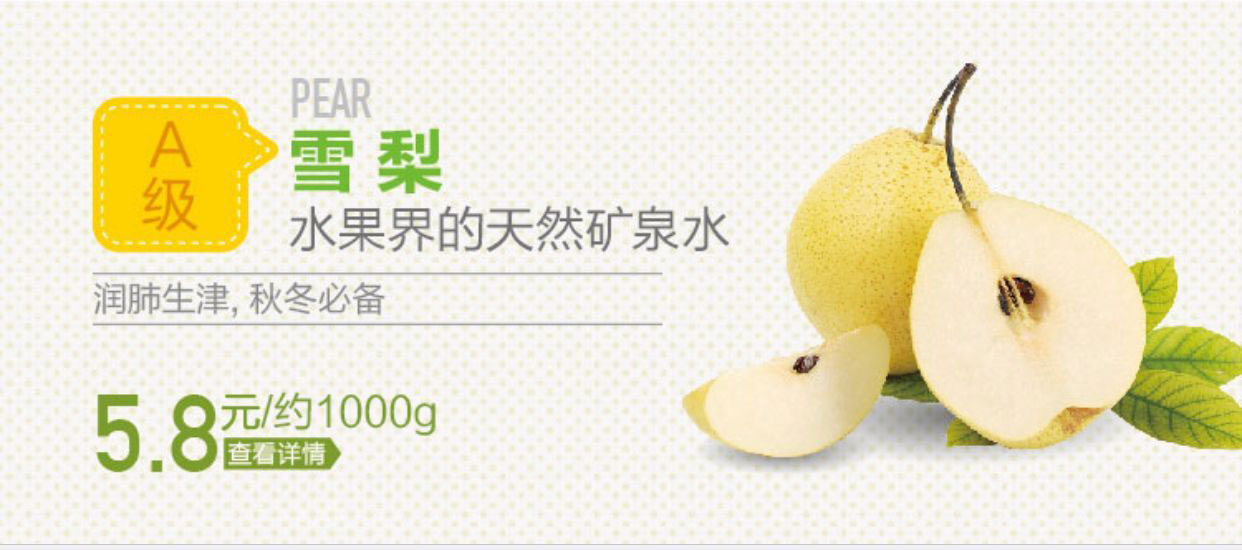 A
级
PEAR
雪梨
水果界的天然矿泉水
润肺生津, 秋冬必备
5.8元/约1000g
查看详情